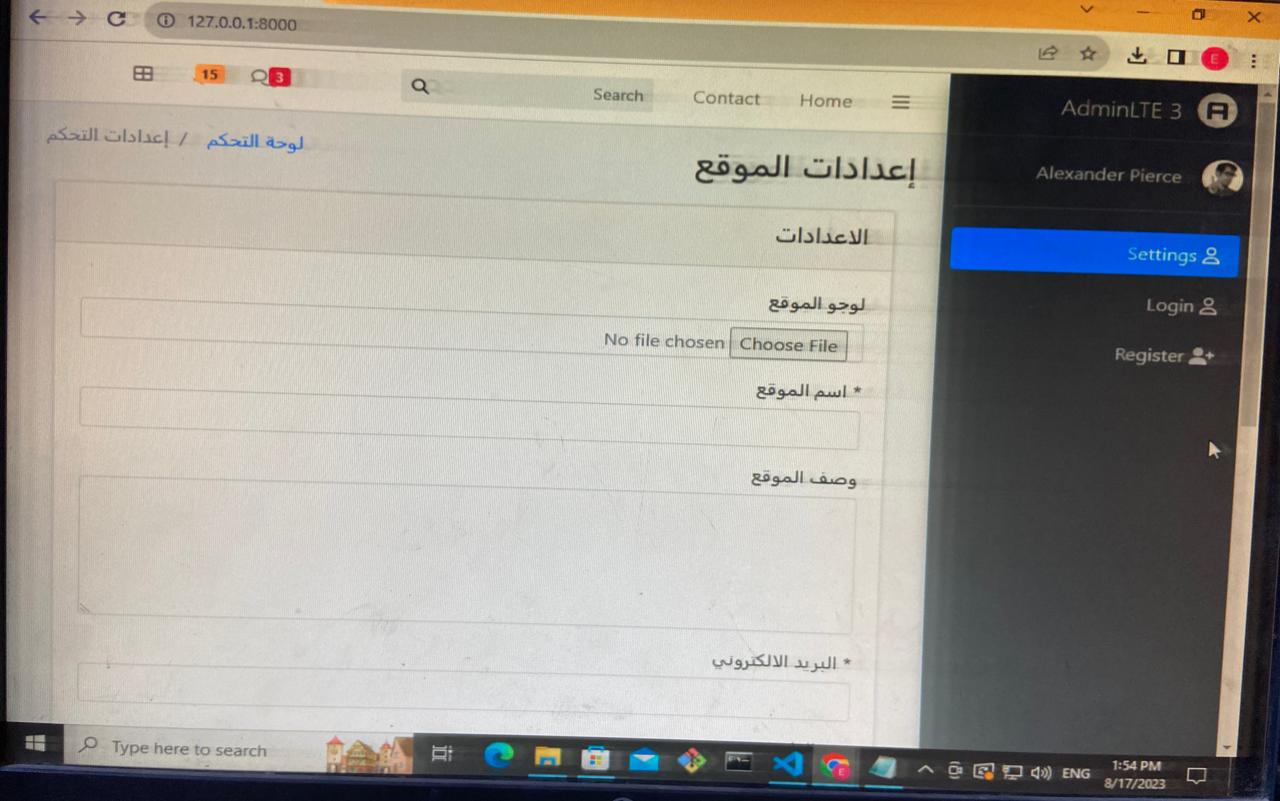 127.0.0.1:8000
E
AdminLTE 3
Home
Contact
Search
3
15
Alexander Pierce
Settings
Login
Register
إعدادات الموقع
لوحة التحكم / إعدادات التحكم
الاعدادات
لوجو الموقع
Choose File No file chosen
* اسم الموقع
وصف الموقع
* البريد الالكتروني
Type here to search
E
ENG
1:54 PM
8/17/2023